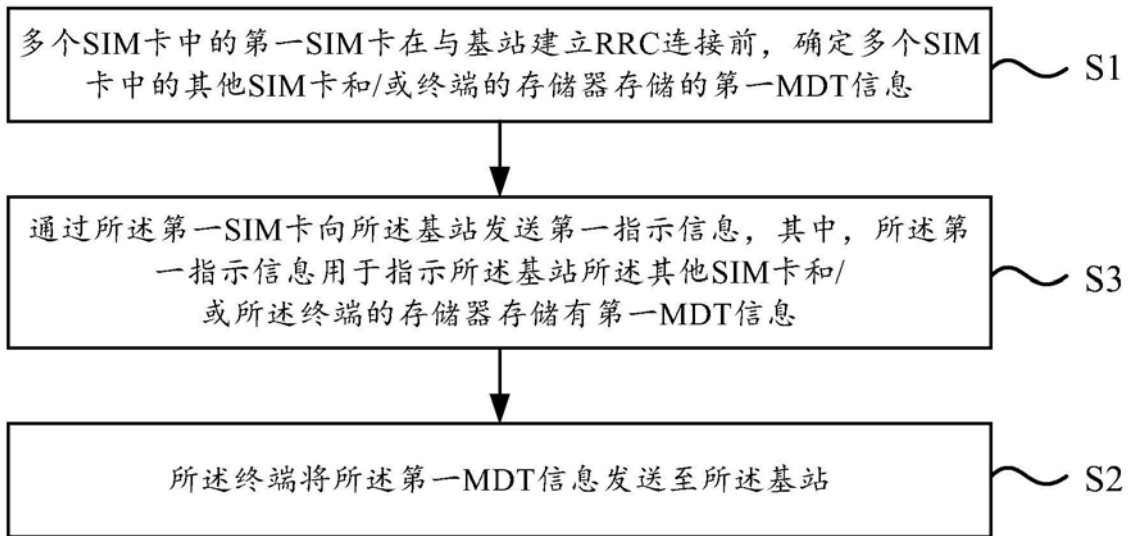 多个SIM卡中的第一SIM卡在与基站建立RRC连接前，确定多个SIM
卡中的其他SIM卡和/或终端的存储器存储的第一MDT信息
S1
通过所述第一SIM卡向所述基站发送第一指示信息，其中，所述第
一指示信息用于指示所述基站所述其他SIM卡和/
或所述终端的存储器存储有第一MDT信息
S3
所述终端将所述第一MDT信息发送至所述基站
S2